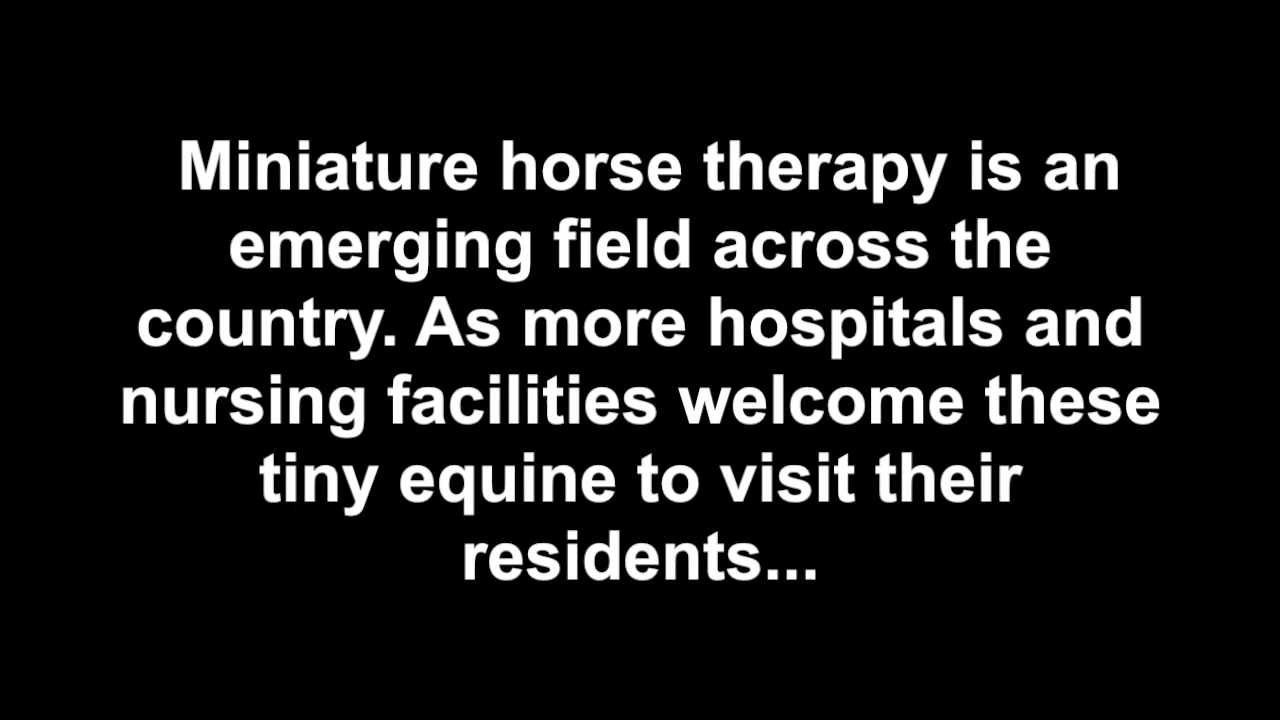 Miniature horse therapy is an
emerging field across the
country. As more hospitals and
nursing facilities welcome these
tiny equine to visit their
residents...